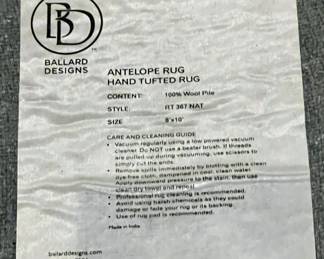 BD
BALLARD
DESIGNS
ANTELOPE RUG
HAND TUFTED RUG
CONTENT: 100% Wool Pile
STYLE: RT 367 NAT
SIZE 8'x10'
CARE AND CLEANING GUIDE
• Vacuum regularly using a low powered vacuum
cleaner. Do NOT use a beater brush. If threads
are pulled up during vacuuming, use scissors to
simply cut the ends.
• Remove spills immediately by blotting with a clean
dye-free cloth, dampened in cool, clean water.
Apply downward pressure to the stain, then use
clean dry towel and repeat.
• Professional rug cleaning is recommended.
• Avoid using harsh chemicals as they could
damage or fade your rug or its backing.
• Use of rug pad is recommended.
Made in India
ballarddesigns.com